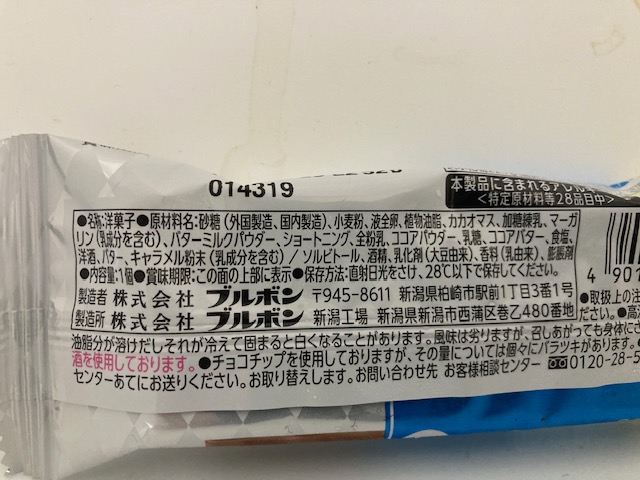 014319
本製品に含まれるアレル
<特定原材料等28品目中>
●名称:洋菓子●原材料名:砂糖(外国製造、国内製造)、小麦粉、液全卵、植物油脂、カカオマス、加糖練乳、マーガ
リン(乳成分を含む)、バターミルクパウダー、ショートニング、全粉乳、ココアパウダー、乳糖、ココアバター、食塩、
洋酒、バター、キャラメル粉末(乳成分を含む)/ソルビトール、酒精、乳化剤(大豆由来)、香料(乳由来)、膨脹剤
●内容量:1個●賞味期限:この面の上部に表示●保存方法:直射日光をさけ、28℃以下で保存してください。
製造者 株式会社 ブルボン 〒945-8611 新潟県柏崎市駅前1丁目3番1号
製造所 株式会社 ブルボン 新潟工場 新潟県新潟市西蒲区巻乙480番地
4 901
●取扱上の注
ださい。●高
油脂分が溶けだしそれが冷えて固まると白くなることがあります。風味は劣りますが、召しあがっても身体に
酒を使用しております。●チョコチップを使用しておりますが、その量については個々にバラツキがあります。
センターあてにお送りください。お取り替えします。お問い合わせ先 お客様相談センター 0120-28-5